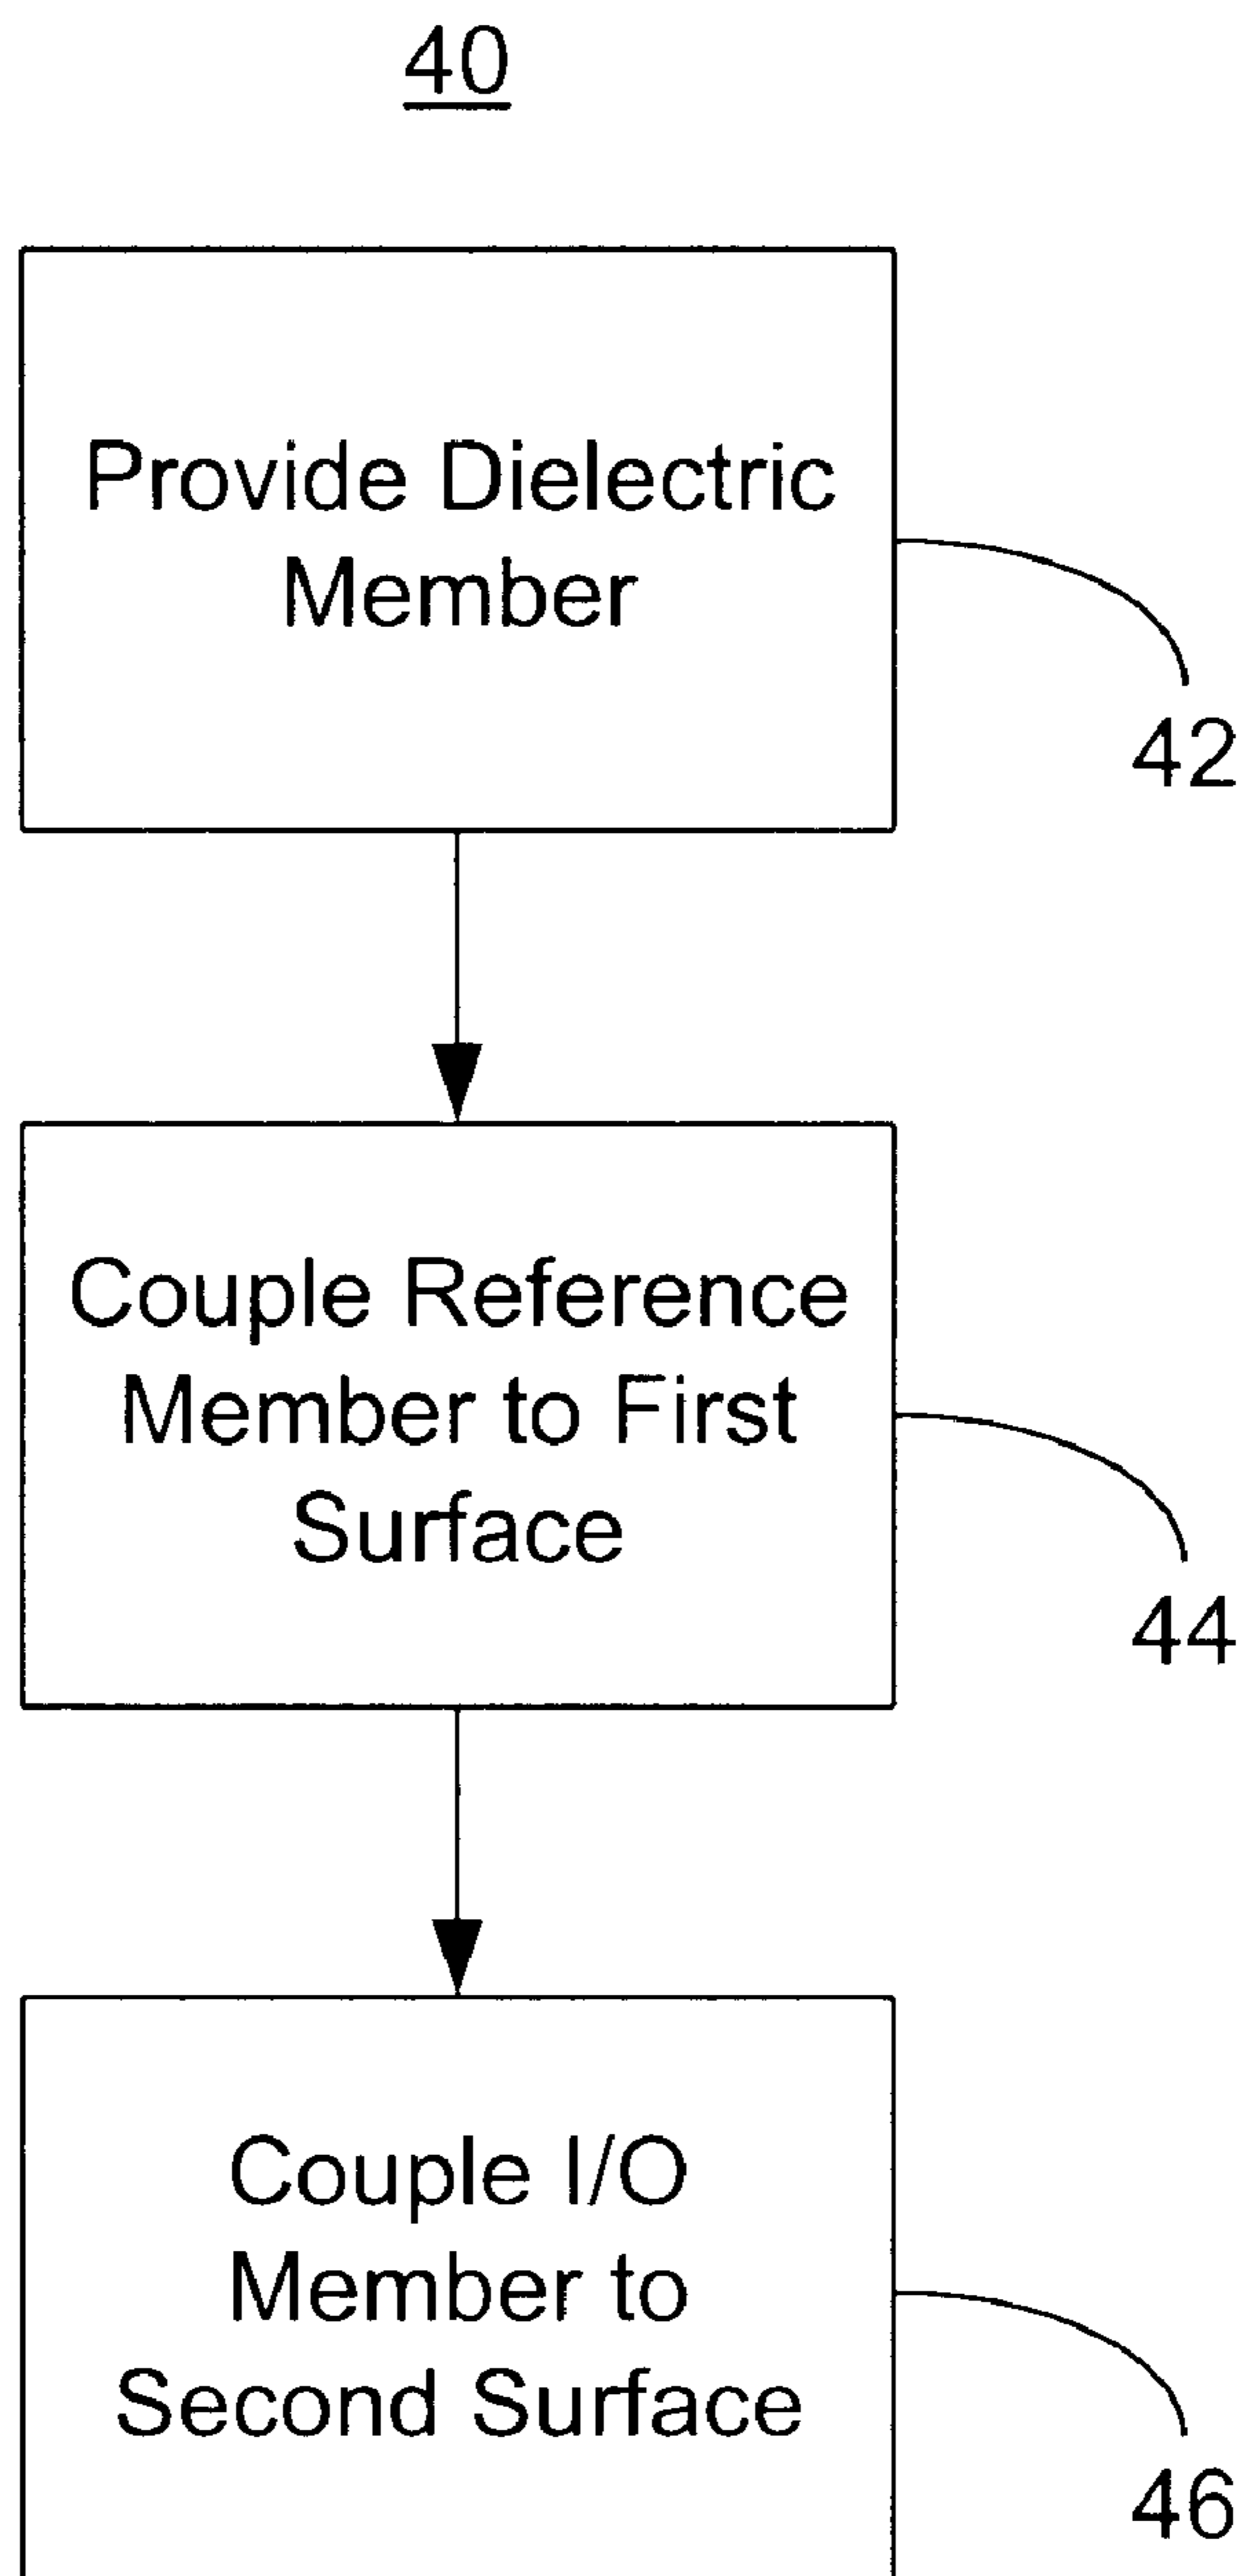 40
Provide Dielectric
Member
42
Couple Reference
Member to First
Surface
44
Couple I/O
Member to
Second Surface
46